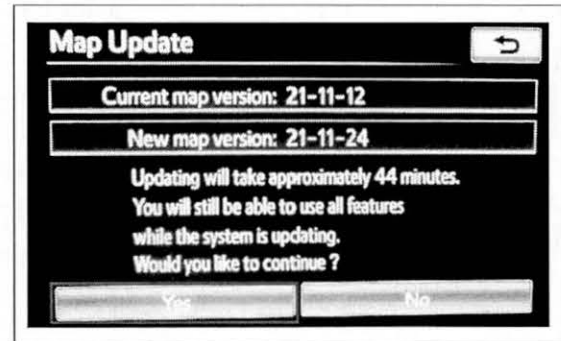 Map Update
Current map version: 21-11-12
New map version: 21-11-24
Updating will take approximately 44 minutes.
You will still be able to use all features
while the system is updating.
Would you like to continue ?
Yes
No